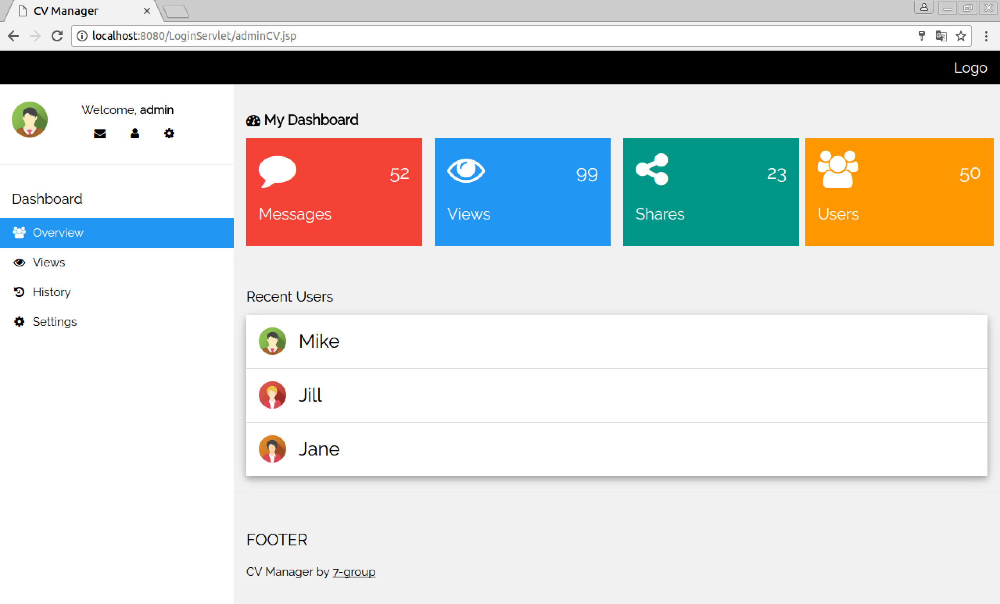 CV Manager
localhost:8080/LoginServlet/adminCV.jsp
Logo
Welcome, admin
Dashboard
Overview
Views
History
Settings
My Dashboard
52
Messages
99
Views
23
Shares
50
Users
Recent Users
Mike
Jill
Jane
FOOTER
CV Manager by 7-group